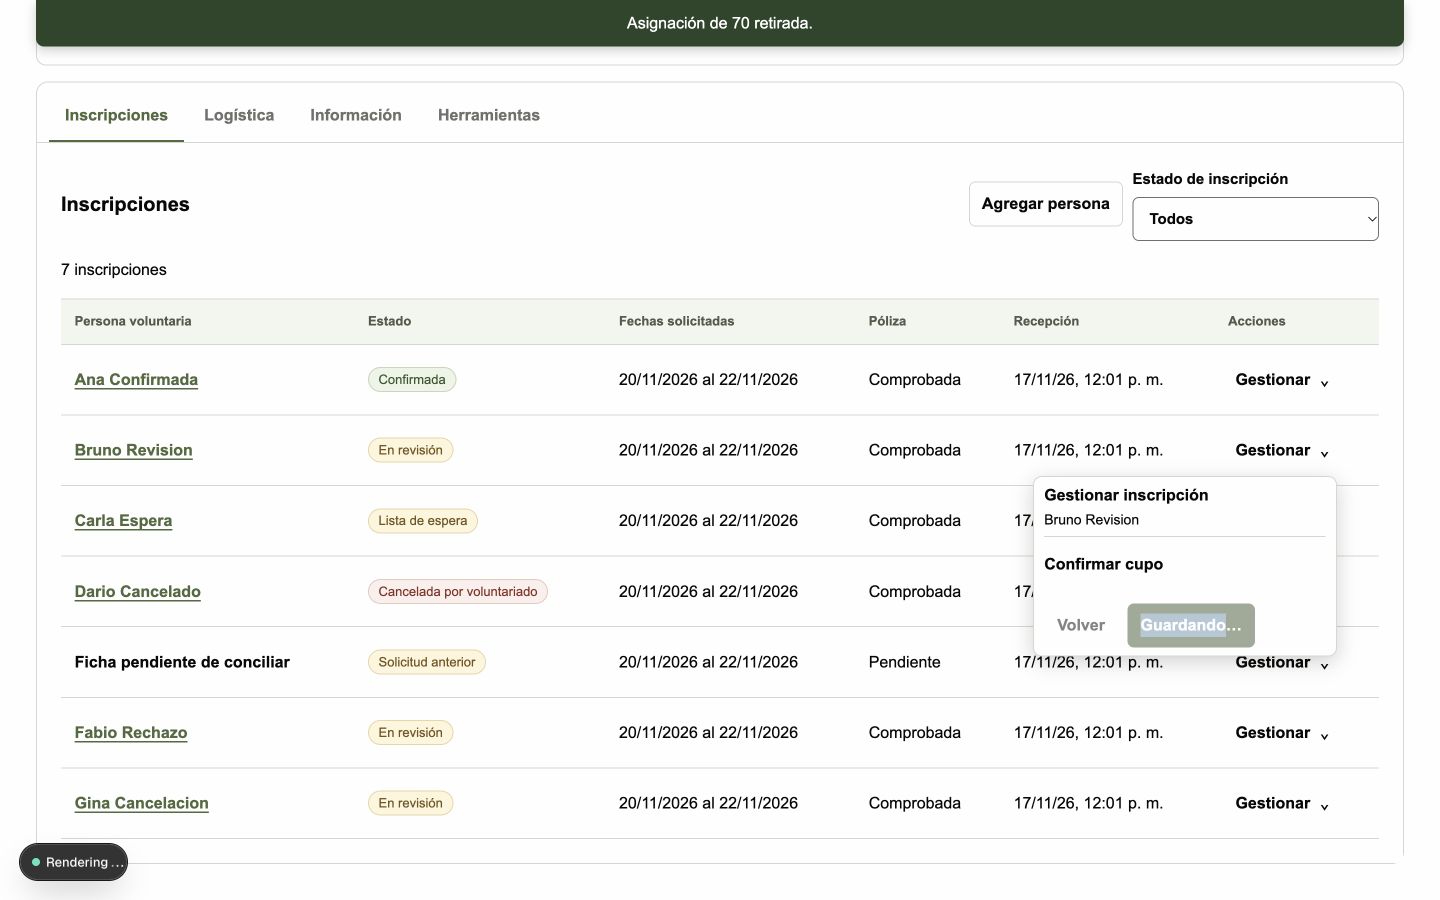 Asignación de 70 retirada.
Inscripciones Logística Información Herramientas
Estado de inscripción
Inscripciones Agregar persona Todos
7 inscripciones
Persona voluntaria Estado Fechas solicitadas Póliza Recepción Acciones
Ana Confirmada Confirmada 20/11/2026 al 22/11/2026 Comprobada 17/11/26, 12:01 p. m. Gestionar
Bruno Revision En revisión 20/11/2026 al 22/11/2026 Comprobada 17/11/26, 12:01 p. m. Gestionar
Gestionar inscripción
Bruno Revision
Confirmar cupo
Volver Guardando…
Carla Espera Lista de espera 20/11/2026 al 22/11/2026 Comprobada 17/
Dario Cancelado Cancelada por voluntariado 20/11/2026 al 22/11/2026 Comprobada 17/
Ficha pendiente de conciliar Solicitud anterior 20/11/2026 al 22/11/2026 Pendiente 17/11/26, 12:01 p. m. Gestionar
Fabio Rechazo En revisión 20/11/2026 al 22/11/2026 Comprobada 17/11/26, 12:01 p. m. Gestionar
Gina Cancelacion En revisión 20/11/2026 al 22/11/2026 Comprobada 17/11/26, 12:01 p. m. Gestionar
Rendering ...